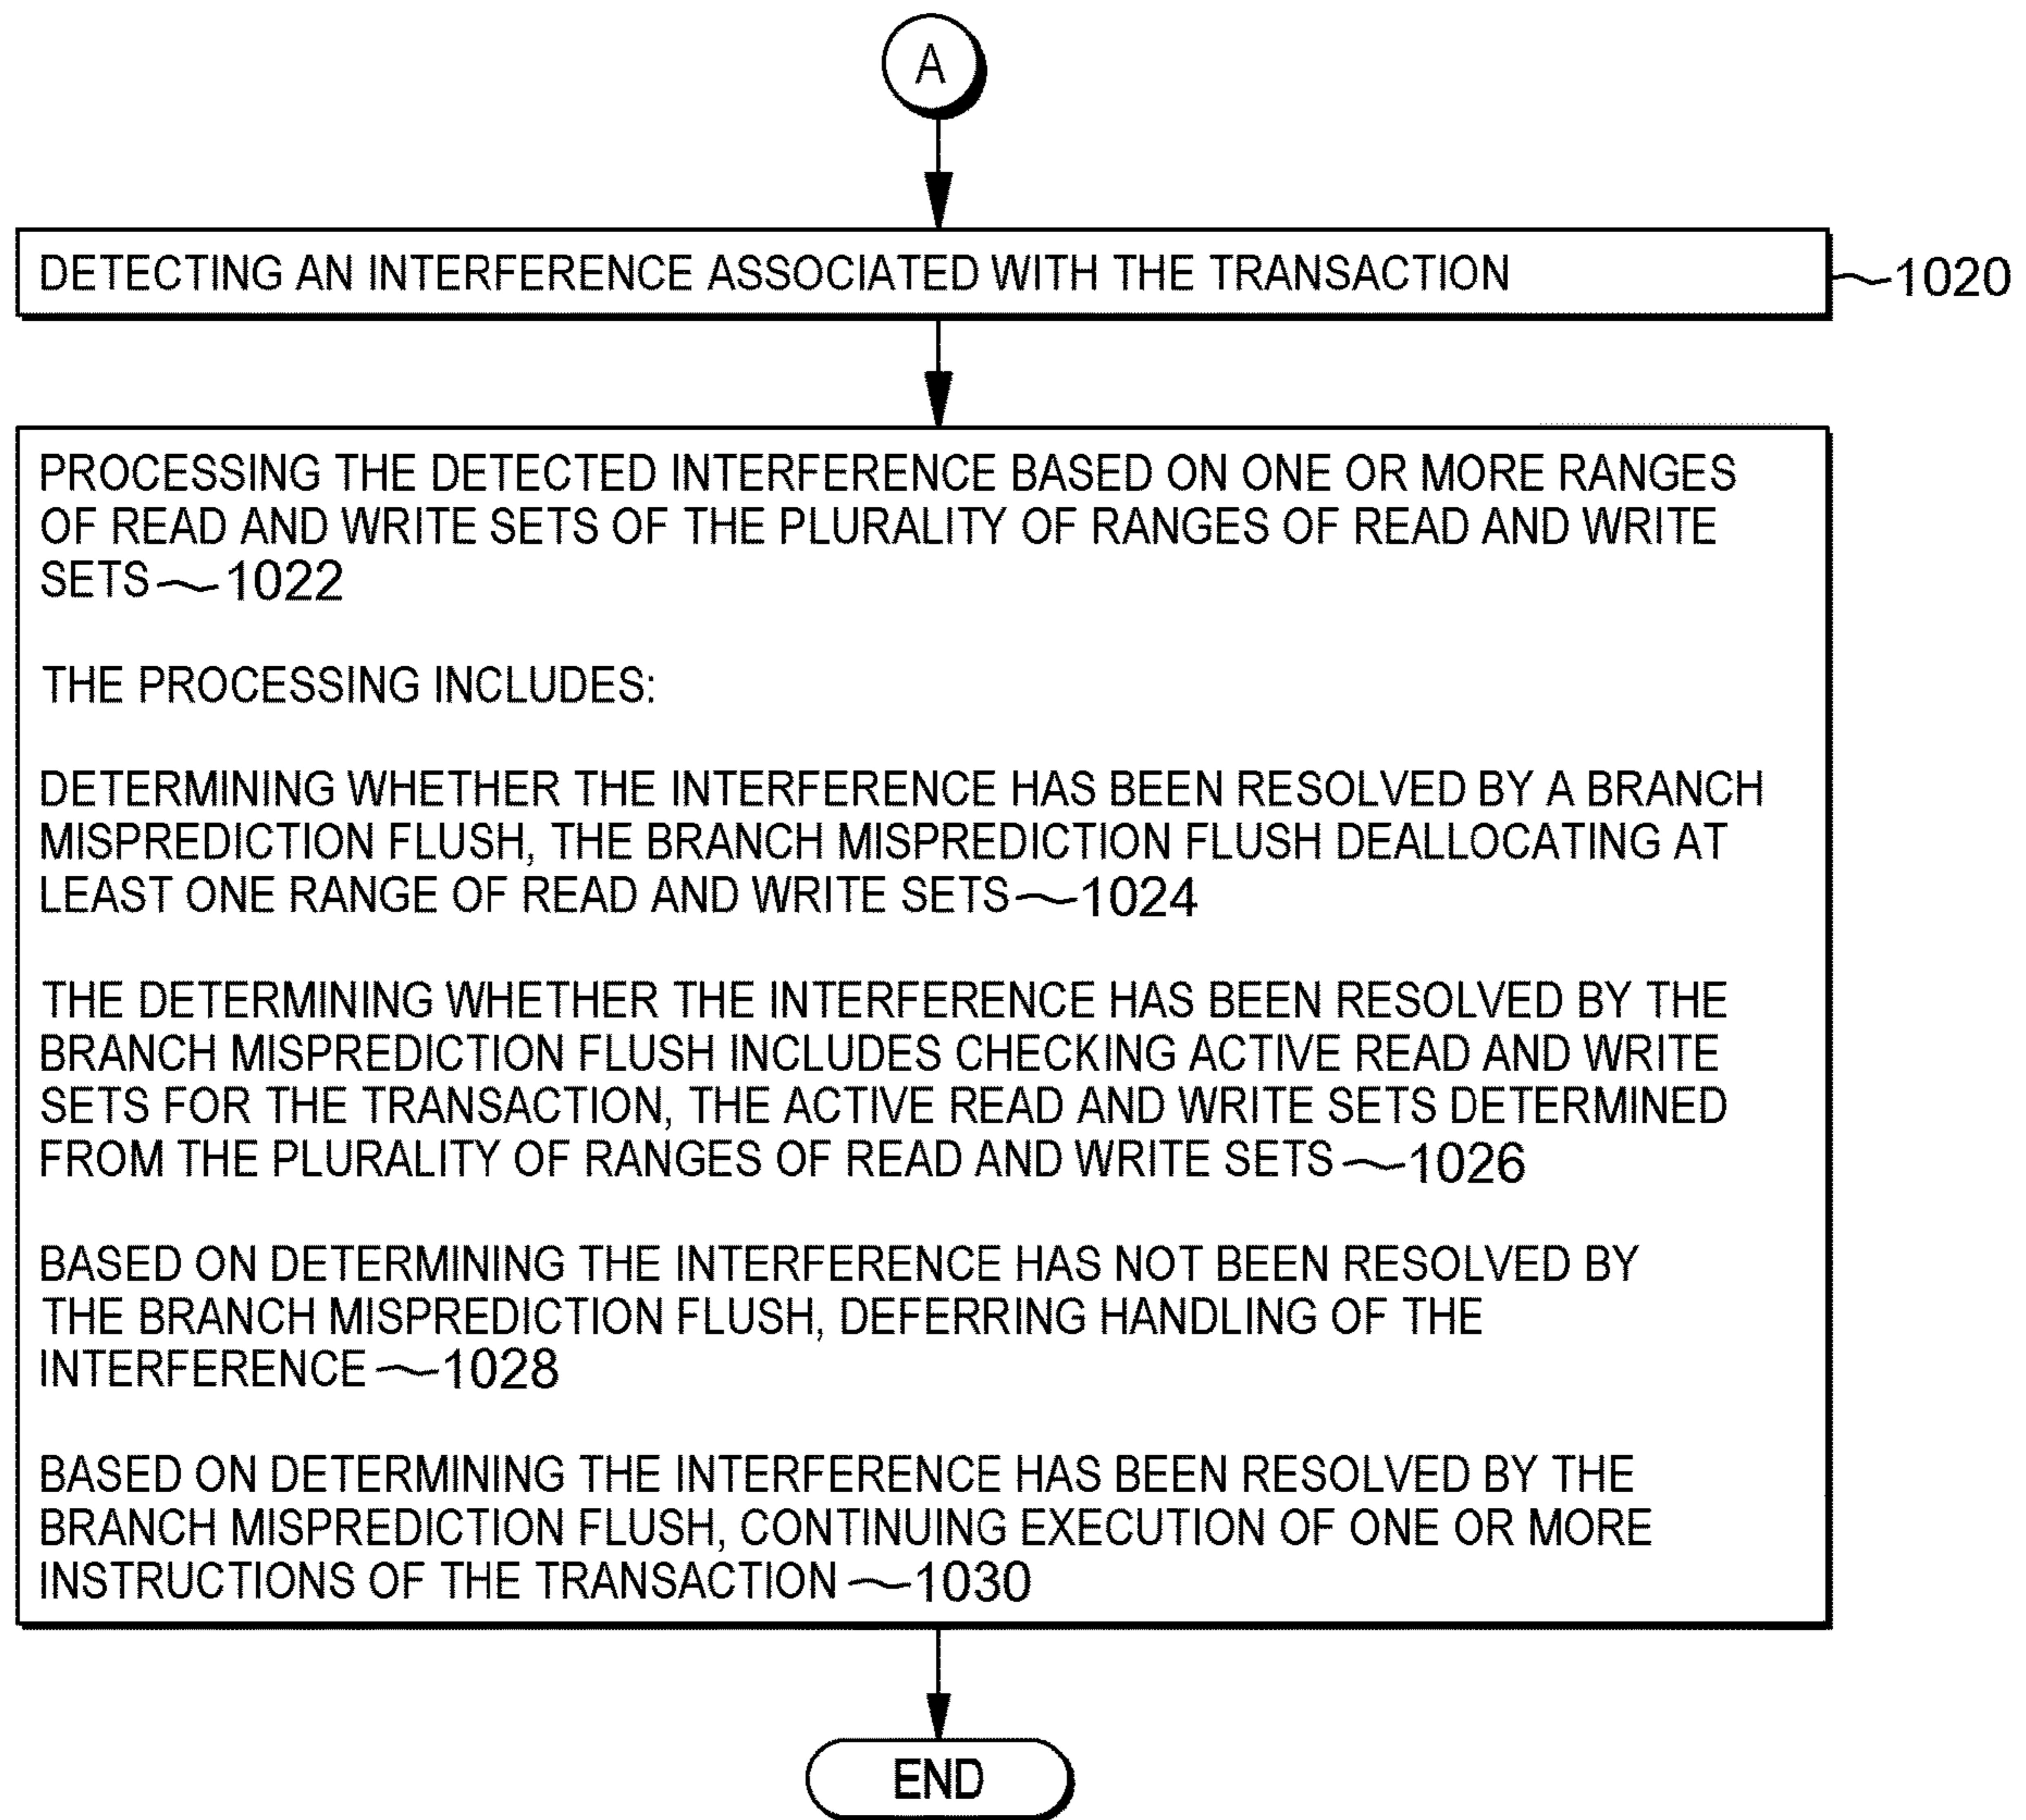 A
DETECTING AN INTERFERENCE ASSOCIATED WITH THE TRANSACTION ~1020
PROCESSING THE DETECTED INTERFERENCE BASED ON ONE OR MORE RANGES
OF READ AND WRITE SETS OF THE PLURALITY OF RANGES OF READ AND WRITE
SETS ~1022
THE PROCESSING INCLUDES:
DETERMINING WHETHER THE INTERFERENCE HAS BEEN RESOLVED BY A BRANCH
MISPREDICTION FLUSH, THE BRANCH MISPREDICTION FLUSH DEALLOCATING AT
LEAST ONE RANGE OF READ AND WRITE SETS ~1024
THE DETERMINING WHETHER THE INTERFERENCE HAS BEEN RESOLVED BY THE
BRANCH MISPREDICTION FLUSH INCLUDES CHECKING ACTIVE READ AND WRITE
SETS FOR THE TRANSACTION, THE ACTIVE READ AND WRITE SETS DETERMINED
FROM THE PLURALITY OF RANGES OF READ AND WRITE SETS ~1026
BASED ON DETERMINING THE INTERFERENCE HAS NOT BEEN RESOLVED BY
THE BRANCH MISPREDICTION FLUSH, DEFERRING HANDLING OF THE
INTERFERENCE ~1028
BASED ON DETERMINING THE INTERFERENCE HAS BEEN RESOLVED BY THE
BRANCH MISPREDICTION FLUSH, CONTINUING EXECUTION OF ONE OR MORE
INSTRUCTIONS OF THE TRANSACTION ~1030
END